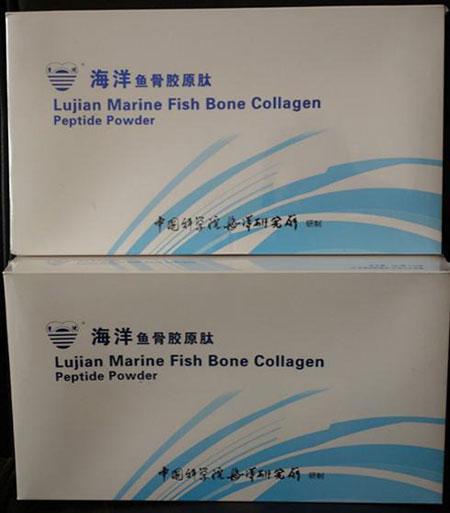 海洋鱼骨胶原肽
Lujian Marine Fish Bone Collagen
Peptide Powder
中国科学院海洋研究所 研制
海洋鱼骨胶原肽
Lujian Marine Fish Bone Collagen
Peptide Powder
中国科学院海洋研究所 研制